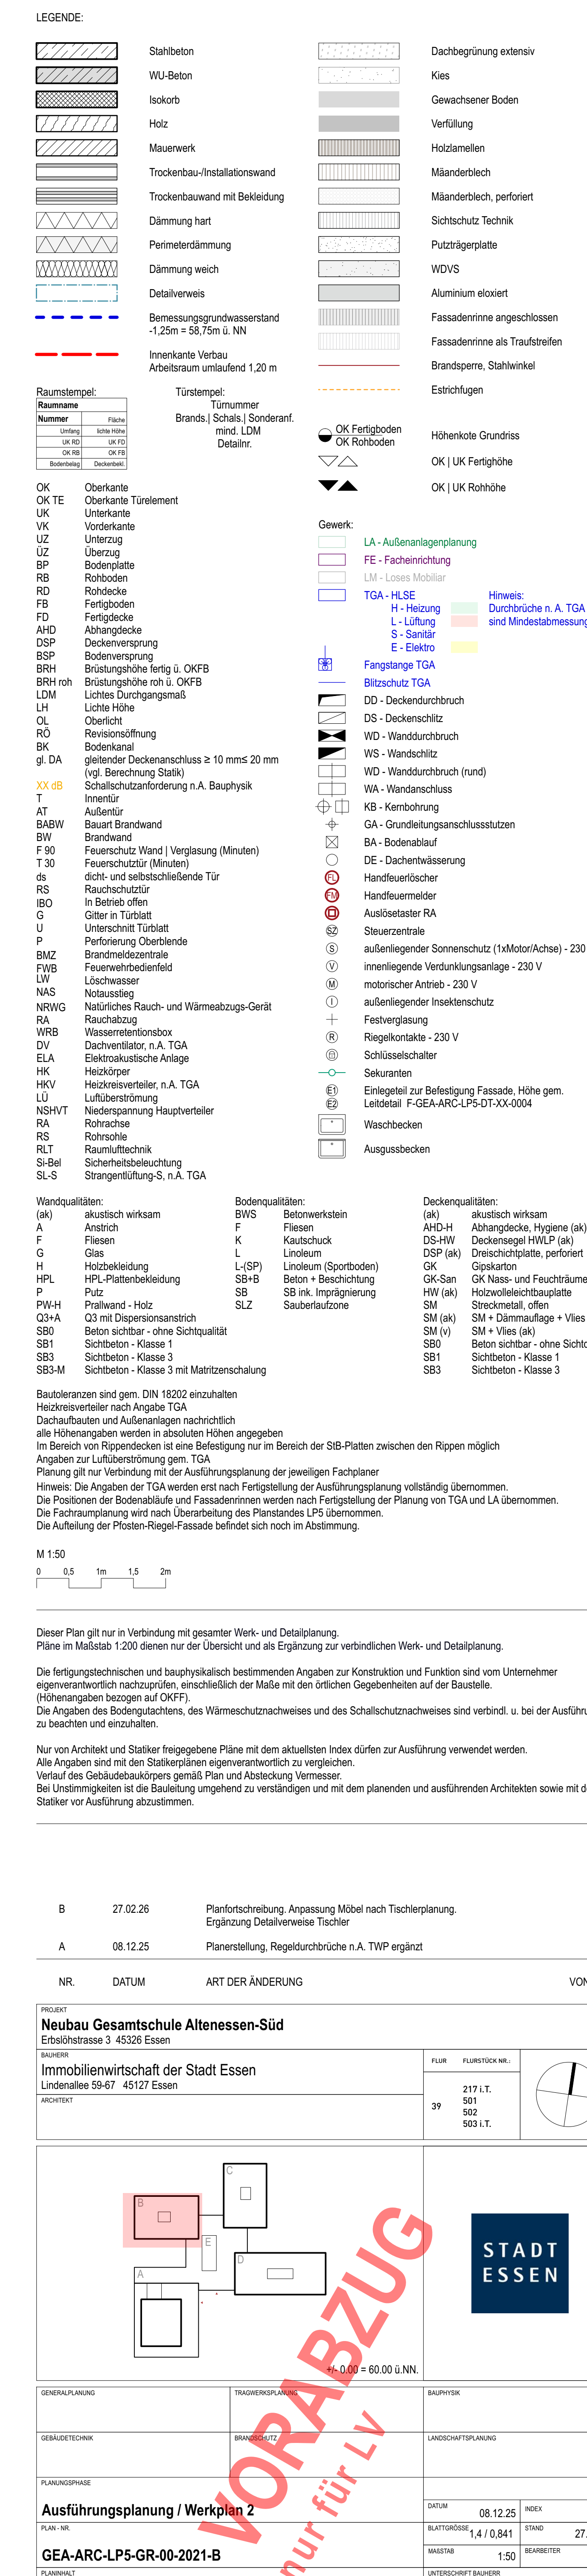 LEGENDE:
Stahlbeton
WU-Beton
Isokorb
Holz
Mauerwerk
Trockenbau-/Installationswand
Trockenbauwand mit Bekleidung
Dämmung hart
Perimeterdämmung
Dämmung weich
Detailverweis
Bemessungsgrundwasserstand
-1,25m = 58,75m ü. NN
Innenkante Verbau
Arbeitsraum umlaufend 1,20 m
Dachbegrünung extensiv
Kies
Gewachsener Boden
Verfüllung
Holzlamellen
Mäanderblech
Mäanderblech, perforiert
Sichtschutz Technik
Putzträgerplatte
WDVS
Aluminium eloxiert
Fassadenrinne angeschlossen
Fassadenrinne als Traufstreifen
Brandsperre, Stahlwinkel
Estrichfugen
Raumstempel:
Raumname
Nummer Fläche
Umfang lichte Höhe
UK RD UK FD
OK RB OK FB
Bodenbelag Deckenbekl.
Türstempel:
Türnummer
Brands.| Schals.| Sonderanf.
mind. LDM
Detailnr.
OK Fertigboden
OK Rohboden
Höhenkote Grundriss
OK | UK Fertighöhe
OK | UK Rohhöhe
OK Oberkante
OK TE Oberkante Türelement
UK Unterkante
VK Vorderkante
UZ Unterzug
ÜZ Überzug
BP Bodenplatte
RB Rohboden
RD Rohdecke
FB Fertigboden
FD Fertigdecke
AHD Abhangdecke
DSP Deckenversprung
BSP Bodenversprung
BRH Brüstungshöhe fertig ü. OKFB
BRH roh Brüstungshöhe roh ü. OKFB
LDM Lichtes Durchgangsmaß
LH Lichte Höhe
OL Oberlicht
RÖ Revisionsöffnung
BK Bodenkanal
gl. DA gleitender Deckenanschluss ≥ 10 mm≤ 20 mm
(vgl. Berechnung Statik)
XX dB Schallschutzanforderung n.A. Bauphysik
T Innentür
AT Außentür
BABW Bauart Brandwand
BW Brandwand
F 90 Feuerschutz Wand | Verglasung (Minuten)
T 30 Feuerschutztür (Minuten)
ds dicht- und selbstschließende Tür
RS Rauchschutztür
IBO In Betrieb offen
G Gitter in Türblatt
U Unterschnitt Türblatt
P Perforierung Oberblende
BMZ Brandmeldezentrale
FWB Feuerwehrbedienfeld
LW Löschwasser
NAS Notausstieg
NRWG Natürliches Rauch- und Wärmeabzugs-Gerät
RA Rauchabzug
WRB Wasserretentionsbox
DV Dachventilator, n.A. TGA
ELA Elektroakustische Anlage
HK Heizkörper
HKV Heizkreisverteiler, n.A. TGA
LÜ Luftüberströmung
NSHVT Niederspannung Hauptverteiler
RA Rohrachse
RS Rohrsohle
RLT Raumlufttechnik
Si-Bel Sicherheitsbeleuchtung
SL-S Strangentlüftung-S, n.A. TGA
Gewerk:
LA - Außenanlagenplanung
FE - Facheinrichtung
LM - Loses Mobiliar
TGA - HLSE
H - Heizung
L - Lüftung
S - Sanitär
E - Elektro
Hinweis:
Durchbrüche n. A. TGA
sind Mindestabmessung
Fangstange TGA
Blitzschutz TGA
DD - Deckendurchbruch
DS - Deckenschlitz
WD - Wanddurchbruch
WS - Wandschlitz
WD - Wanddurchbruch (rund)
WA - Wandanschluss
KB - Kernbohrung
GA - Grundleitungsanschlussstutzen
BA - Bodenablauf
DE - Dachentwässerung
FL Handfeuerlöscher
FM Handfeuermelder
Auslösetaster RA
SZ Steuerzentrale
S außenliegender Sonnenschutz (1xMotor/Achse) - 230
V innenliegende Verdunklungsanlage - 230 V
M motorischer Antrieb - 230 V
I außenliegender Insektenschutz
Festverglasung
R Riegelkontakte - 230 V
Schlüsselschalter
Sekuranten
E1 Einlegeteil zur Befestigung Fassade, Höhe gem.
E2 Leitdetail F-GEA-ARC-LP5-DT-XX-0004
Waschbecken
Ausgussbecken
Wandqualitäten:
(ak) akustisch wirksam
A Anstrich
F Fliesen
G Glas
H Holzbekleidung
HPL HPL-Plattenbekleidung
P Putz
PW-H Prallwand - Holz
Q3+A Q3 mit Dispersionsanstrich
SB0 Beton sichtbar - ohne Sichtqualität
SB1 Sichtbeton - Klasse 1
SB3 Sichtbeton - Klasse 3
SB3-M Sichtbeton - Klasse 3 mit Matritzenschalung
Bodenqualitäten:
BWS Betonwerkstein
F Fliesen
K Kautschuck
L Linoleum
L-(SP) Linoleum (Sportboden)
SB+B Beton + Beschichtung
SB SB ink. Imprägnierung
SLZ Sauberlaufzone
Deckenqualitäten:
(ak) akustisch wirksam
AHD-H Abhangdecke, Hygiene (ak)
DS-HW Deckensegel HWLP (ak)
DSP (ak) Dreischichtplatte, perforiert
GK Gipskarton
GK-San GK Nass- und Feuchträume
HW (ak) Holzwolleleichtbauplatte
SM Streckmetall, offen
SM (ak) SM + Dämmauflage + Vlies
SM (v) SM + Vlies (ak)
SB0 Beton sichtbar - ohne Sicht
SB1 Sichtbeton - Klasse 1
SB3 Sichtbeton - Klasse 3
Bautoleranzen sind gem. DIN 18202 einzuhalten
Heizkreisverteiler nach Angabe TGA
Dachaufbauten und Außenlagen nachrichtlich
alle Höhenangaben werden in absoluten Höhen angegeben
Im Bereich von Rippendecken ist eine Befestigung nur im Bereich der StB-Platten zwischen den Rippen möglich
Angaben zur Luftüberströmung gem. TGA
Planung gilt nur Verbindung mit der Ausführungsplanung der jeweiligen Fachplaner
Hinweis: Die Angaben der TGA werden erst nach Fertigstellung der Ausführungsplanung vollständig übernommen.
Die Positionen der Bodenabläufe und Fassadenrinnen werden nach Fertigstellung der Planung von TGA und LA übernommen.
Die Fachraumplanung wird nach Überarbeitung des Planstandes LP5 übernommen.
Die Aufteilung der Pfosten-Riegel-Fassade befindet sich noch im Abstimmung.
M 1:50
0 0,5 1m 1,5 2m
Dieser Plan gilt nur in Verbindung mit gesamter Werk- und Detailplanung.
Pläne im Maßstab 1:200 dienen nur der Übersicht und als Ergänzung zur verbindlichen Werk- und Detailplanung.
Die fertigungstechnischen und bauphysikalisch bestimmenden Angaben zur Konstruktion und Funktion sind vom Unternehmer
eigenverantwortlich nachzuprüfen, einschließlich der Maße mit den örtlichen Gegebenheiten auf der Baustelle.
(Höhenangaben bezogen auf OKFF).
Die Angaben des Bodengutachtens, des Wärmeschutznachweises und des Schallschutznachweises sind verbindl. u. bei der Ausführu
zu beachten und einzuhalten.
Nur von Architekt und Statiker freigegebene Pläne mit dem aktuellsten Index dürfen zur Ausführung verwendet werden.
Alle Angaben sind mit den Statikerplänen eigenverantwortlich zu vergleichen.
Verlauf des Gebäudebaukörpers gemäß Plan und Absteckung Vermesser.
Bei Unstimmigkeiten ist die Bauleitung umgehend zu verständigen und mit dem planenden und ausführenden Architekten sowie mit d
Statiker vor Ausführung abzustimmen.
B 27.02.26 Planfortschreibung. Anpassung Möbel nach Tischlerplanung.
Ergänzung Detailverweise Tischler
A 08.12.25 Planerstellung, Regeldurchbrüche n.A. TWP ergänzt
NR. DATUM ART DER ÄNDERUNG VON
PROJEKT
Neubau Gesamtschule Altenessen-Süd
Erbslöhstrasse 3 45326 Essen
BAUHERR
Immobilienwirtschaft der Stadt Essen
Lindenallee 59-67 45127 Essen
ARCHITEKT
FLUR FLURSTÜCK NR.:
39
217 i.T.
501
502
503 i.T.
C
B
E
D
A
+/- 0.00 = 60.00 ü.NN.
STADT
ESSEN
VORABZUG
nur für LV
GENERALPLANUNG TRAGWERKSPLANUNG BAUPHYSIK
GEBÄUDETECHNIK BRANDSCHUTZ LANDSCHAFTSPLANUNG
PLANUNGSPHASE
Ausführungsplanung / Werkplan 2
DATUM 08.12.25 INDEX
PLAN - NR.
GEA-ARC-LP5-GR-00-2021-B
BLATTGRÖSSE 1,4 / 0,841 STAND 27.
MAßSTAB 1:50 BEARBEITER
PLANINHALT UNTERSCHRIFT BAUHERR